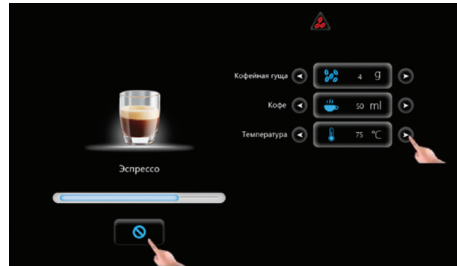 Кофейная гуща 4 g
Кофе 50 ml
Температура 75 °C
Эспрессо